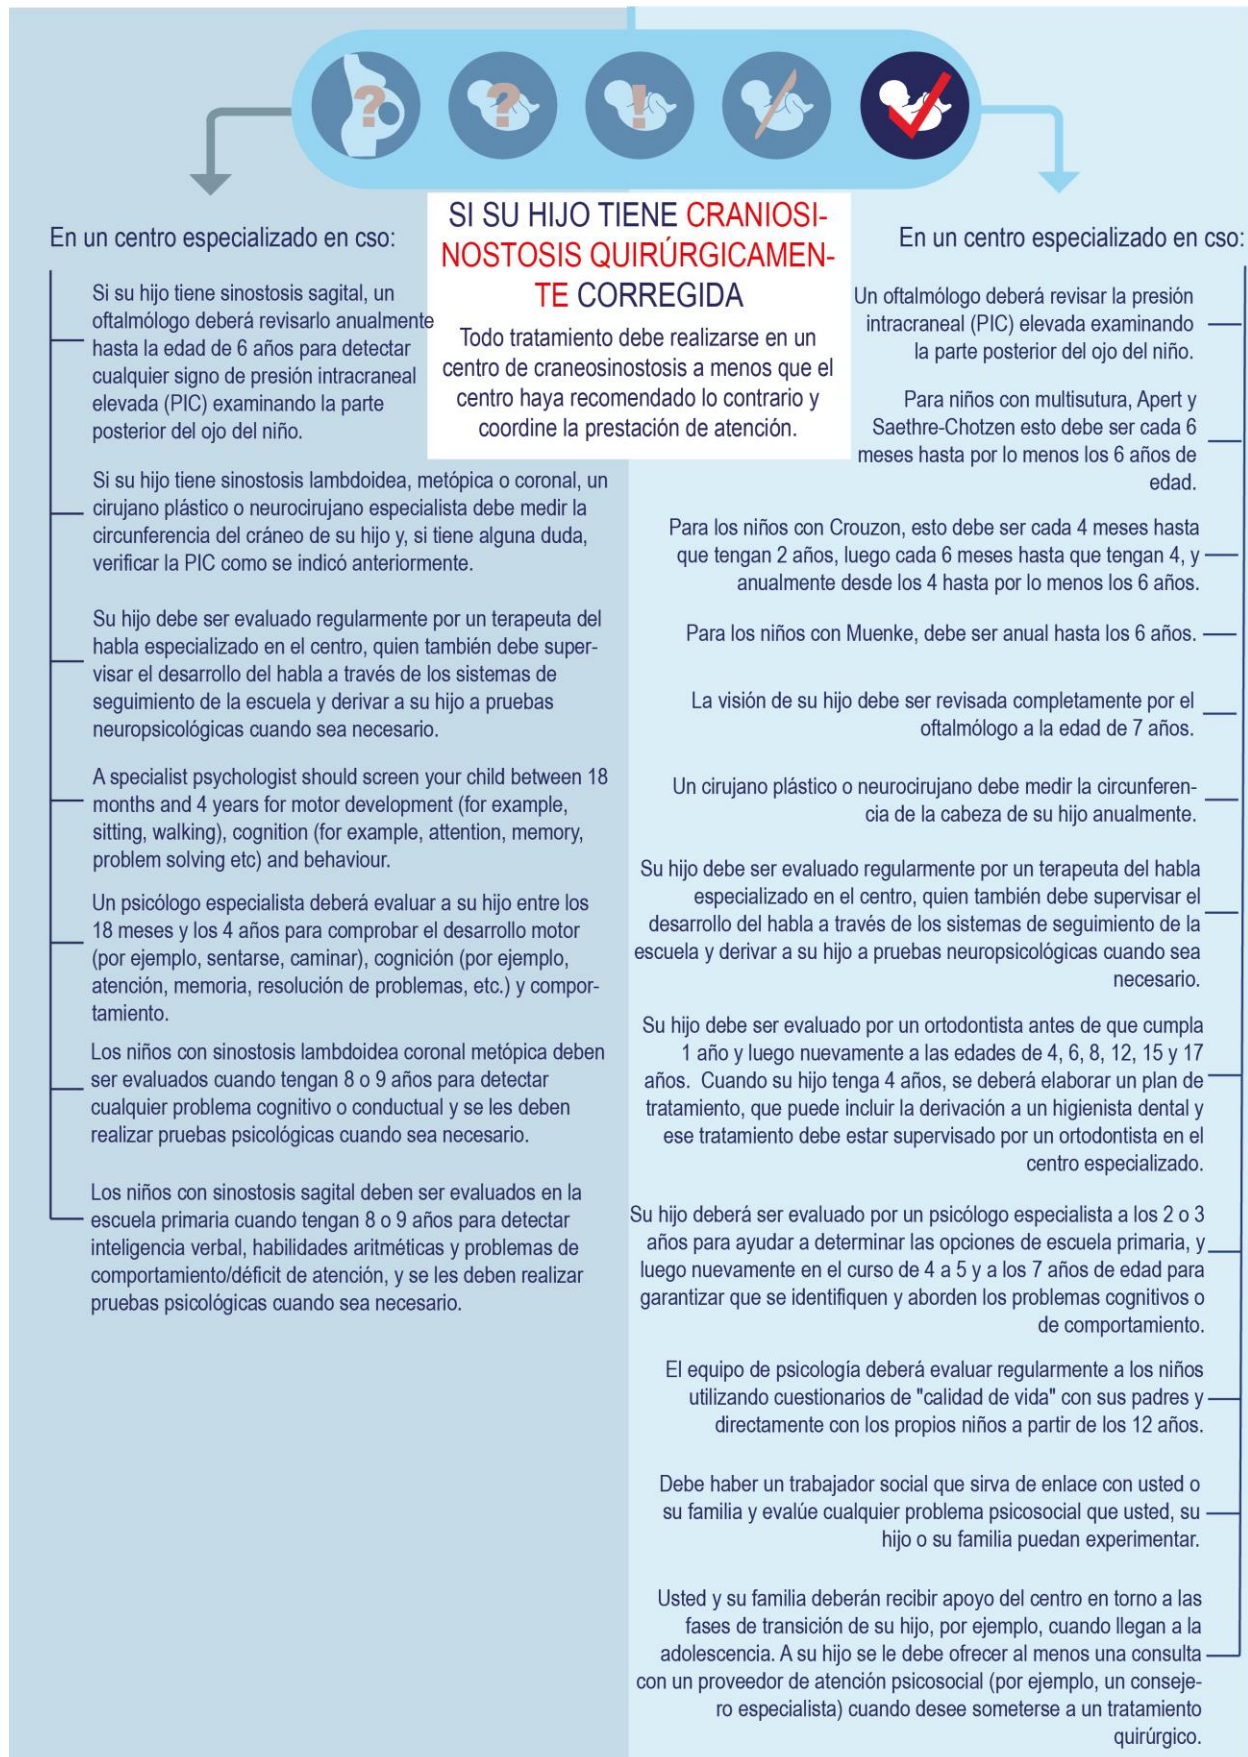 ?
?
!
SI SU HIJO TIENE CRANIOSI-
NOSTOSIS QUIRÚRGICAMEN-
TE CORREGIDA
Todo tratamiento debe realizarse en un
centro de craneosinostosis a menos que el
centro haya recomendado lo contrario y
coordine la prestación de atención.
En un centro especializado en cso:
Si su hijo tiene sinostosis sagital, un
oftalmólogo deberá revisarlo anualmente
hasta la edad de 6 años para detectar
cualquier signo de presión intracraneal
elevada (PIC) examinando la parte
posterior del ojo del niño.
Si su hijo tiene sinostosis lambdoidea, metópica o coronal, un
cirujano plástico o neurocirujano especialista debe medir la
circunferencia del cráneo de su hijo y, si tiene alguna duda,
verificar la PIC como se indicó anteriormente.
Su hijo debe ser evaluado regularmente por un terapeuta del
habla especializado en el centro, quien también debe super-
visar el desarrollo del habla a través de los sistemas de
seguimiento de la escuela y derivar a su hijo a pruebas
neuropsicológicas cuando sea necesario.
A specialist psychologist should screen your child between 18
months and 4 years for motor development (for example,
sitting, walking), cognition (for example, attention, memory,
problem solving etc) and behaviour.
Un psicólogo especialista deberá evaluar a su hijo entre los
18 meses y los 4 años para comprobar el desarrollo motor
(por ejemplo, sentarse, caminar), cognición (por ejemplo,
atención, memoria, resolución de problemas, etc.) y compor-
tamiento.
Los niños con sinostosis lambdoidea coronal metópica deben
ser evaluados cuando tengan 8 o 9 años para detectar
cualquier problema cognitivo o conductual y se les deben
realizar pruebas psicológicas cuando sea necesario.
Los niños con sinostosis sagital deben ser evaluados en la
escuela primaria cuando tengan 8 o 9 años para detectar
inteligencia verbal, habilidades aritméticas y problemas de
comportamiento/déficit de atención, y se les deben realizar
pruebas psicológicas cuando sea necesario.
En un centro especializado en cso:
Un oftalmólogo deberá revisar la presión
intracraneal (PIC) elevada examinando
la parte posterior del ojo del niño.
Para niños con multisutura, Apert y
Saethre-Chotzen esto debe ser cada 6
meses hasta por lo menos los 6 años de
edad.
Para los niños con Crouzon, esto debe ser cada 4 meses hasta
que tengan 2 años, luego cada 6 meses hasta que tengan 4, y
anualmente desde los 4 hasta por lo menos los 6 años.
Para los niños con Muenke, debe ser anual hasta los 6 años.
La visión de su hijo debe ser revisada completamente por el
oftalmólogo a la edad de 7 años.
Un cirujano plástico o neurocirujano debe medir la circunferen-
cia de la cabeza de su hijo anualmente.
Su hijo debe ser evaluado regularmente por un terapeuta del habla
especializado en el centro, quien también debe supervisar el
desarrollo del habla a través de los sistemas de seguimiento de la
escuela y derivar a su hijo a pruebas neuropsicológicas cuando sea
necesario.
Su hijo debe ser evaluado por un ortodontista antes de que cumpla
1 año y luego nuevamente a las edades de 4, 6, 8, 12, 15 y 17
años. Cuando su hijo tenga 4 años, se deberá elaborar un plan de
tratamiento, que puede incluir la derivación a un higienista dental y
ese tratamiento debe estar supervisado por un ortodontista en el
centro especializado.
Su hijo deberá ser evaluado por un psicólogo especialista a los 2 o 3
años para ayudar a determinar las opciones de escuela primaria, y
luego nuevamente en el curso de 4 a 5 y a los 7 años de edad para
garantizar que se identifiquen y aborden los problemas cognitivos o
de comportamiento.
El equipo de psicología deberá evaluar regularmente a los niños
utilizando cuestionarios de "calidad de vida" con sus padres y
directamente con los propios niños a partir de los 12 años.
Debe haber un trabajador social que sirva de enlace con usted o
su familia y evalúe cualquier problema psicosocial que usted, su
hijo o su familia puedan experimentar.
Usted y su familia deberán recibir apoyo del centro en torno a las
fases de transición de su hijo, por ejemplo, cuando llegan a la
adolescencia. A su hijo se le debe ofrecer al menos una consulta
con un proveedor de atención psicosocial (por ejemplo, un conseje-
ro especialista) cuando desee someterse a un tratamiento
quirúrgico.